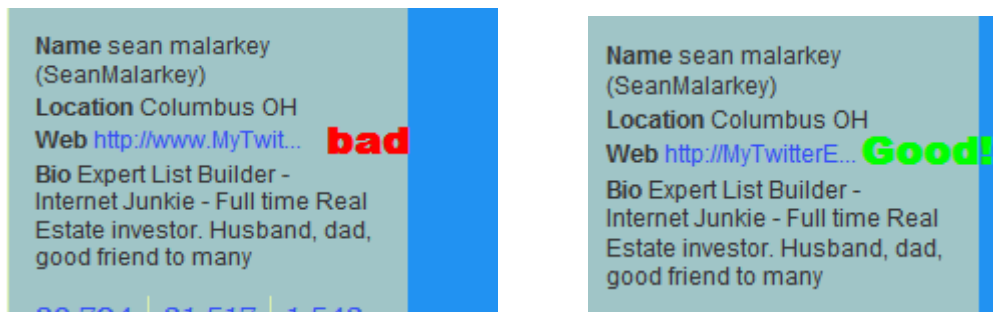 Name sean malarkey
(SeanMalarkey)
Location Columbus OH
Web http://www.MyTwit... bad
Bio Expert List Builder -
Internet Junkie - Full time Real
Estate investor. Husband, dad,
good friend to many
Name sean malarkey
(SeanMalarkey)
Location Columbus OH
Web http://MyTwitterE... Good!
Bio Expert List Builder -
Internet Junkie - Full time Real
Estate investor. Husband, dad,
good friend to many